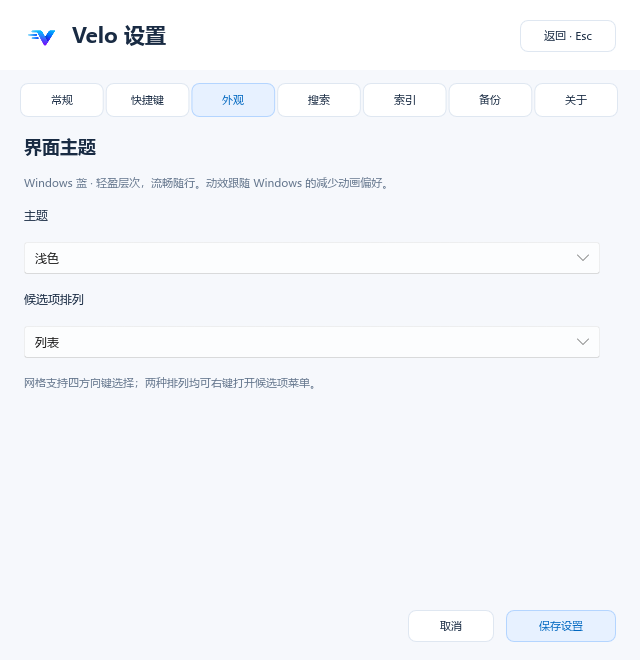 Velo 设置
返回 · Esc
常规
快捷键
外观
搜索
索引
备份
关于
界面主题
Windows 蓝 · 轻盈层次，流畅随行。动效跟随 Windows 的减少动画偏好。
主题
浅色
候选项排列
列表
网格支持四方向键选择；两种排列均可右键打开候选项菜单。
取消
保存设置